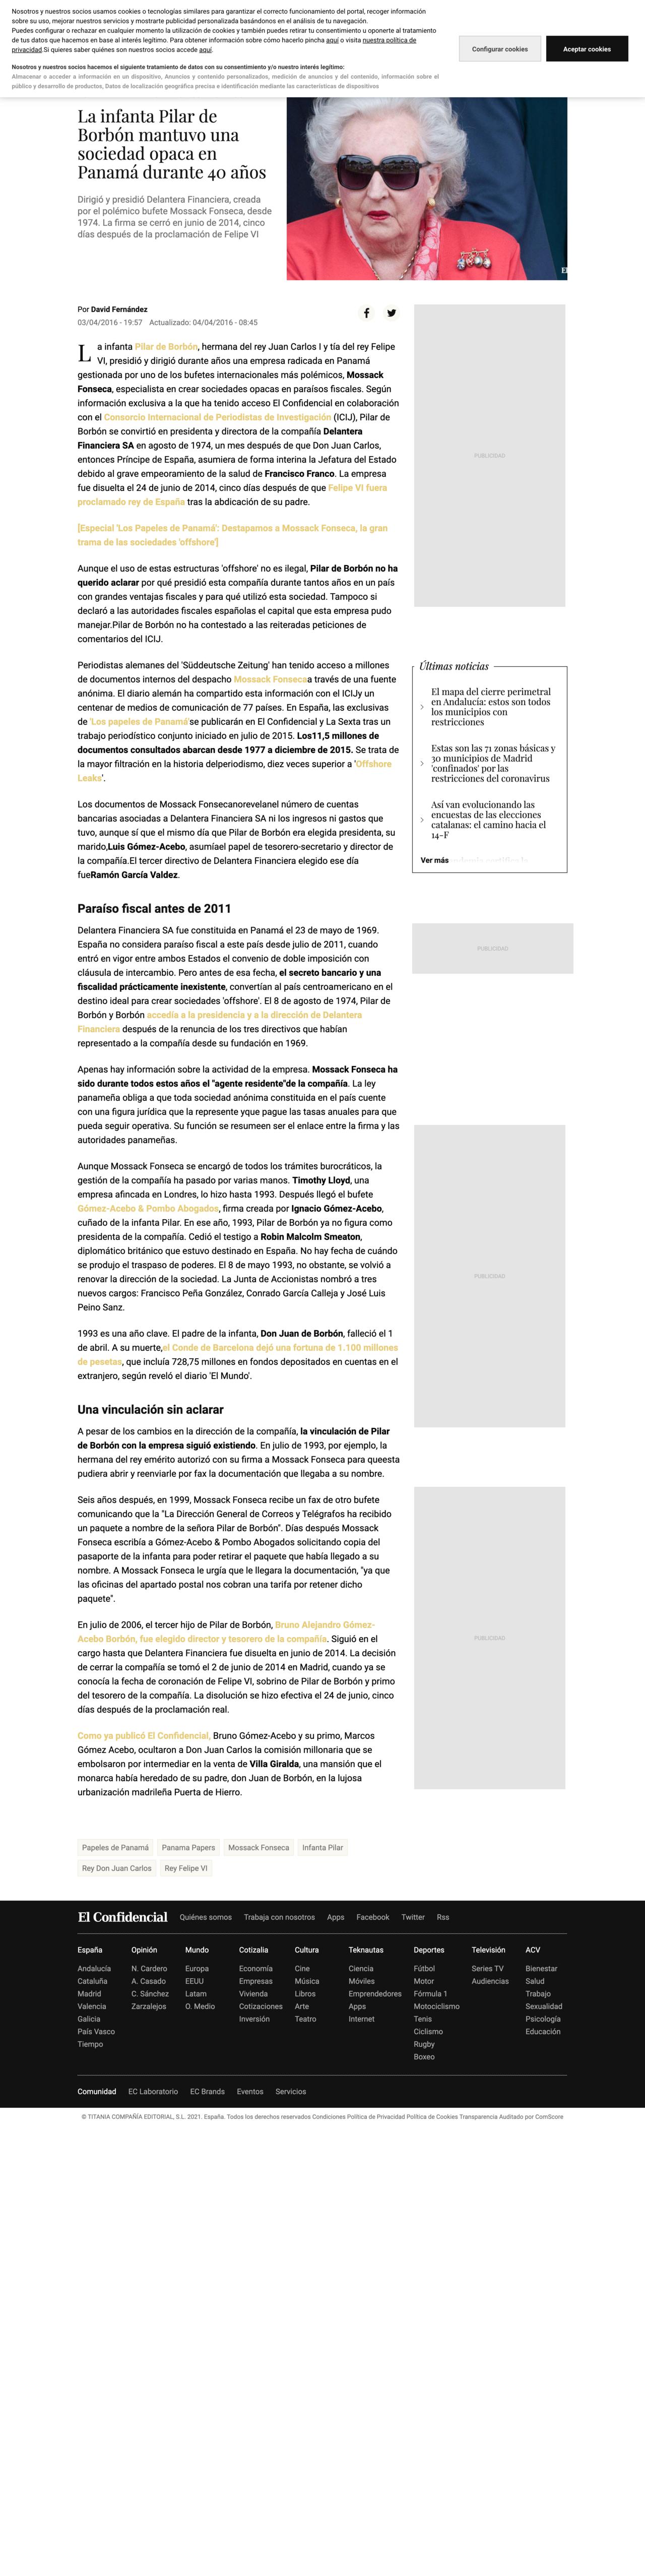 Nosotros y nuestros socios usamos cookies o tecnologías similares para garantizar el correcto funcionamiento del portal, recoger información
sobre su uso, mejorar nuestros servicios y mostrarte publicidad personalizada basándonos en el análisis de tu navegación.
Puedes configurar o rechazar en cualquier momento la utilización de cookies y también puedes retirar tu consentimiento u oponerte al tratamiento
de tus datos que hacemos en base al interés legítimo. Para obtener información sobre cómo hacerlo pincha aquí o visita nuestra política de
privacidad.Si quieres saber quiénes son nuestros socios accede aquí.
Nosotros y nuestros socios hacemos el siguiente tratamiento de datos con su consentimiento y/o nuestro interés legítimo:
Almacenar o acceder a información en un dispositivo, Anuncios y contenido personalizados, medición de anuncios y del contenido, información sobre el
público y desarrollo de productos, Datos de localización geográfica precisa e identificación mediante las características de dispositivos
Configurar cookies
Aceptar cookies
La infanta Pilar de
Borbón mantuvo una
sociedad opaca en
Panamá durante 40 años
Dirigió y presidió Delantera Financiera, creada
por el polémico bufete Mossack Fonseca, desde
1974. La firma se cerró en junio de 2014, cinco
días después de la proclamación de Felipe VI
Por David Fernández
03/04/2016 - 19:57 Actualizado: 04/04/2016 - 08:45
La infanta Pilar de Borbón, hermana del rey Juan Carlos I y tía del rey Felipe
VI, presidió y dirigió durante años una empresa radicada en Panamá
gestionada por uno de los bufetes internacionales más polémicos, Mossack
Fonseca, especialista en crear sociedades opacas en paraísos fiscales. Según
información exclusiva a la que ha tenido acceso El Confidencial en colaboración
con el Consorcio Internacional de Periodistas de Investigación (ICIJ), Pilar de
Borbón se convirtió en presidenta y directora de la compañía Delantera
Financiera SA en agosto de 1974, un mes después de que Don Juan Carlos,
entonces Príncipe de España, asumiera de forma interina la Jefatura del Estado
debido al grave empeoramiento de la salud de Francisco Franco. La empresa
fue disuelta el 24 de junio de 2014, cinco días después de que Felipe VI fuera
proclamado rey de España tras la abdicación de su padre.
[Especial 'Los Papeles de Panamá': Destapamos a Mossack Fonseca, la gran
trama de las sociedades 'offshore']
Aunque el uso de estas estructuras 'offshore' no es ilegal, Pilar de Borbón no ha
querido aclarar por qué presidió esta compañía durante tantos años en un país
con grandes ventajas fiscales y para qué utilizó esta sociedad. Tampoco si
declaró a las autoridades fiscales españolas el capital que esta empresa pudo
manejar.Pilar de Borbón no ha contestado a las reiteradas peticiones de
comentarios del ICIJ.
Periodistas alemanes del 'Süddeutsche Zeitung' han tenido acceso a millones
de documentos internos del despacho Mossack Fonsecaa través de una fuente
anónima. El diario alemán ha compartido esta información con el ICIJy un
centenar de medios de comunicación de 77 países. En España, las exclusivas
de 'Los papeles de Panamá'se publicarán en El Confidencial y La Sexta tras un
trabajo periodístico conjunto iniciado en julio de 2015. Los11,5 millones de
documentos consultados abarcan desde 1977 a diciembre de 2015. Se trata de
la mayor filtración en la historia delperiodismo, diez veces superior a 'Offshore
Leaks'.
Los documentos de Mossack Fonsecanorevelanel número de cuentas
bancarias asociadas a Delantera Financiera SA ni los ingresos ni gastos que
tuvo, aunque sí que el mismo día que Pilar de Borbón era elegida presidenta, su
marido,Luis Gómez-Acebo, asumíael papel de tesorero-secretario y director de
la compañía.El tercer directivo de Delantera Financiera elegido ese día
fueRamón García Valdez.
Paraíso fiscal antes de 2011
Delantera Financiera SA fue constituida en Panamá el 23 de mayo de 1969.
España no considera paraíso fiscal a este país desde julio de 2011, cuando
entró en vigor entre ambos Estados el convenio de doble imposición con
cláusula de intercambio. Pero antes de esa fecha, el secreto bancario y una
fiscalidad prácticamente inexistente, convertían al país centroamericano en el
destino ideal para crear sociedades 'offshore'. El 8 de agosto de 1974, Pilar de
Borbón y Borbón accedía a la presidencia y a la dirección de Delantera
Financiera después de la renuncia de los tres directivos que habían
representado a la compañía desde su fundación en 1969.
Apenas hay información sobre la actividad de la empresa. Mossack Fonseca ha
sido durante todos estos años el "agente residente"de la compañía. La ley
panameña obliga a que toda sociedad anónima constituida en el país cuente
con una figura jurídica que la represente yque pague las tasas anuales para que
pueda seguir operativa. Su función se resumeen ser el enlace entre la firma y las
autoridades panameñas.
Aunque Mossack Fonseca se encargó de todos los trámites burocráticos, la
gestión de la compañía ha pasado por varias manos. Timothy Lloyd, una
empresa afincada en Londres, lo hizo hasta 1993. Después llegó el bufete
Gómez-Acebo & Pombo Abogados, firma creada por Ignacio Gómez-Acebo,
cuñado de la infanta Pilar. En ese año, 1993, Pilar de Borbón ya no figura como
presidenta de la compañía. Cedió el testigo a Robin Malcolm Smeaton,
diplomático británico que estuvo destinado en España. No hay fecha de cuándo
se produjo el traspaso de poderes. El 8 de mayo de 1993, no obstante, se volvió a
renovar la dirección de la sociedad. La Junta de Accionistas nombró a tres
nuevos cargos: Francisco Peña González, Conrado García Calleja y José Luis
Peino Sanz.
1993 es una año clave. El padre de la infanta, Don Juan de Borbón, falleció el 1
de abril. A su muerte,el Conde de Barcelona dejó una fortuna de 1.100 millones
de pesetas, que incluía 728,75 millones en fondos depositados en cuentas en el
extranjero, según reveló el diario 'El Mundo'.
Una vinculación sin aclarar
A pesar de los cambios en la dirección de la compañía, la vinculación de Pilar
de Borbón con la empresa siguió existiendo. En julio de 1993, por ejemplo, la
hermana del rey emérito autorizó con su firma a Mossack Fonseca para que esta
pudiera abrir y reenviarle por fax la documentación que llegaba a su nombre.
Seis años después, en 1999, Mossack Fonseca recibe un fax de otro bufete
comunicando que la "La Dirección General de Correos y Telégrafos ha recibido
un paquete a nombre de la señora Pilar de Borbón". Días después Mossack
Fonseca escribía a Gómez-Acebo & Pombo Abogados solicitando copia del
pasaporte de la infanta para poder retirar el paquete que había llegado a su
nombre. A Mossack Fonseca le urgía que le llegara la documentación, "ya que
las oficinas del apartado postal nos cobran una tarifa por retener dicho
paquete".
En julio de 2006, el tercer hijo de Pilar de Borbón, Bruno Alejandro Gómez-
Acebo Borbón, fue elegido director y tesorero de la compañía. Siguió en el
cargo hasta que Delantera Financiera fue disuelta en junio de 2014. La decisión
de cerrar la compañía se tomó el 2 de junio de 2014 en Madrid, cuando ya se
conocía la fecha de coronación de Felipe VI, sobrino de Pilar de Borbón y primo
del tesorero de la compañía. La disolución se hizo efectiva el 24 de junio, cinco
días después de la proclamación real.
Como ya publicó El Confidencial, Bruno Gómez-Acebo y su primo, Marcos
Gómez Acebo, ocultaron a Don Juan Carlos la comisión millonaria que se
embolsaron por intermediar en la venta de Villa Giralda, una mansión que el
monarca había heredado de su padre, don Juan de Borbón, en la lujosa
urbanización madrileña Puerta de Hierro.
PUBLICIDAD
Últimas noticias
El mapa del cierre perimetral
en Andalucía: estos son todos
los municipios con
restricciones
Estas son las 71 zonas básicas y
30 municipios de Madrid
'confinados' por las
restricciones del coronavirus
Así van evolucionando las
encuestas de las elecciones
catalanas: el camino hacia el
14-F
Ver más
PUBLICIDAD
PUBLICIDAD
PUBLICIDAD
Papeles de Panamá
Panama Papers
Mossack Fonseca
Infanta Pilar
Rey Don Juan Carlos
Rey Felipe VI
El Confidencial Quiénes somos Trabaja con nosotros Apps Facebook Twitter Rss
España Opinión Mundo Cotizalia Cultura Teknautas Deportes Televisión ACV
Andalucía N. Cardero Europa Economía Cine Ciencia Fútbol Series TV Bienestar
Cataluña A. Casado EEUU Empresas Música Móviles Motor Audiencias Salud
Madrid C. Sánchez Latam Vivienda Libros Emprendedores Fórmula 1 Trabajo
Valencia Zarzalejos O. Medio Cotizaciones Arte Apps Motociclismo Sexualidad
Galicia Inversión Teatro Internet Tenis Psicología
País Vasco Ciclismo Educación
Tiempo Rugby
Boxeo
Comunidad EC Laboratorio EC Brands Eventos Servicios
© TITANIA COMPAÑÍA EDITORIAL, S.L. 2021. España. Todos los derechos reservados Condiciones Política de Privacidad Política de Cookies Transparencia Auditado por ComScore